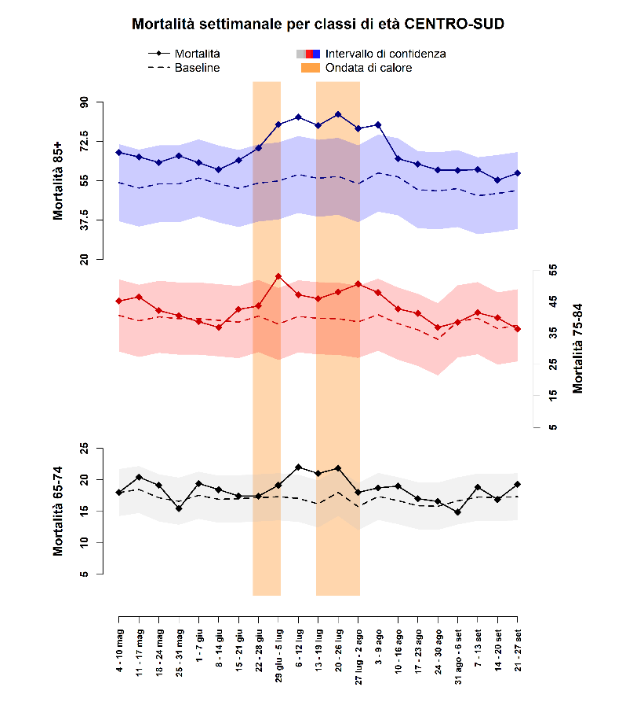 Mortalità settimanale per classi di età CENTRO-SUD
Mortalità
Intervallo di confidenza
Baseline
Ondata di calore
Mortalità 85+
90
72.5
55
37.5
20
Mortalità 75-84
55
45
35
25
15
5
Mortalità 65-74
25
20
15
10
5
4 - 10 mag
11 - 17 mag
18 - 24 mag
25 - 31 mag
1 - 7 giu
8 - 14 giu
15 - 21 giu
22 - 28 giu
29 giu - 5 lug
6 - 12 lug
13 - 19 lug
20 - 26 lug
27 lug - 2 ago
3 - 9 ago
10 - 16 ago
17 - 23 ago
24 - 30 ago
31 ago - 6 set
7 - 13 set
14 - 20 set
21 - 27 set